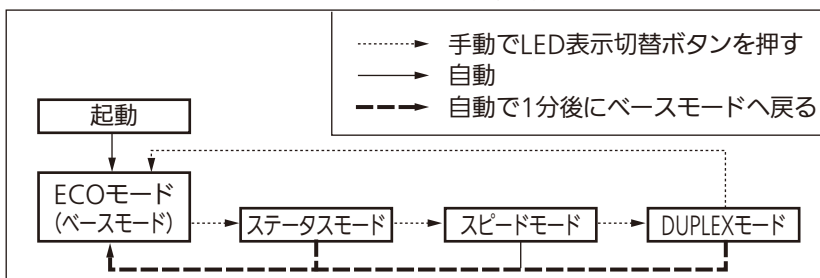 手動でLED表示切替ボタンを押す
自動
自動で1分後にベースモードへ戻る
起動
ECOモード
(ベースモード)
ステータスモード
スピードモード
DUPLEXモード